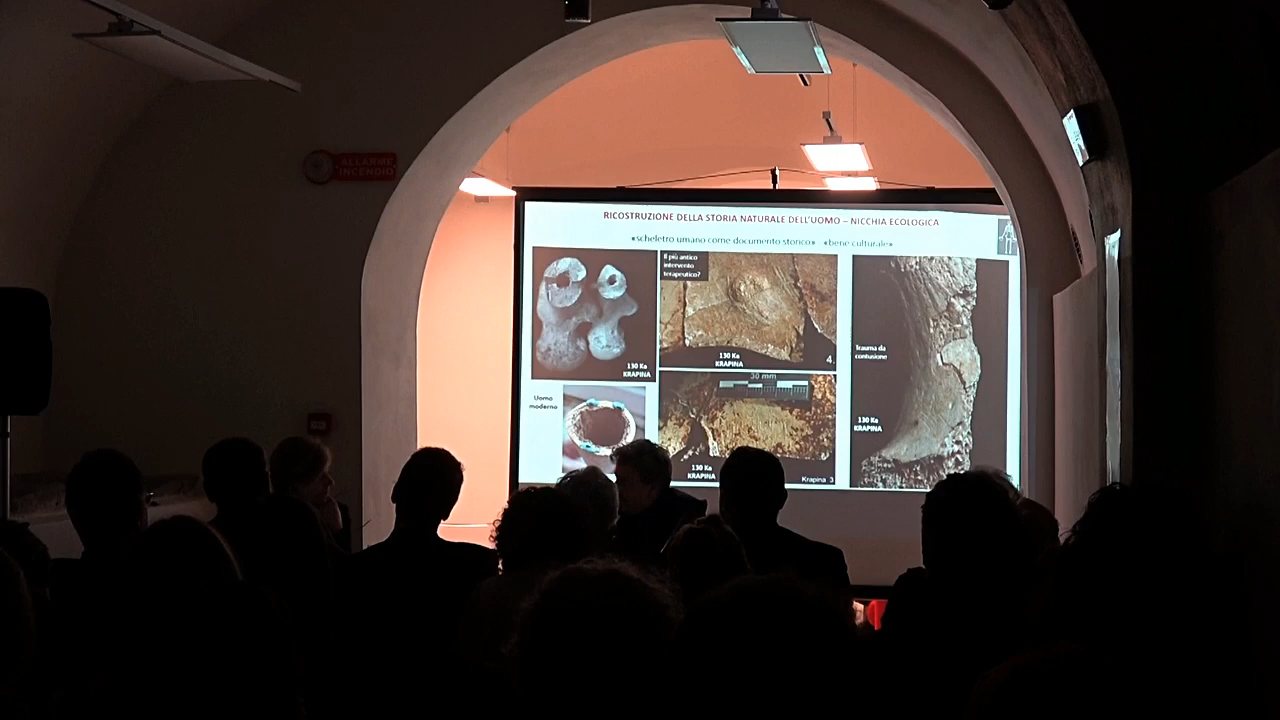 ALLARME
INCENDIO
RICOSTRUZIONE DELLA STORIA NATURALE DELL'UOMO – NICCHIA ECOLOGICA
«scheletro umano come documento storico» «bene culturale»
130 Ka
KRAPINA
Il più antico
intervento
terapeutico?
130 Ka
KRAPINA
4.
Trauma da
contusione
130 Ka
KRAPINA
Uomo
moderno
30 mm
130 Ka
KRAPINA
Krapina 3